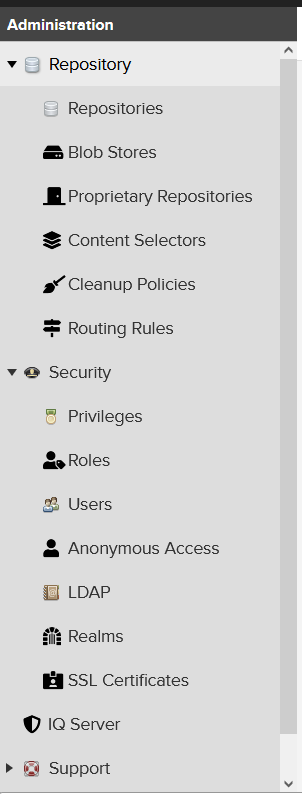 Administration
Repository
Repositories
Blob Stores
Proprietary Repositories
Content Selectors
Cleanup Policies
Routing Rules
Security
Privileges
Roles
Users
Anonymous Access
LDAP
Realms
SSL Certificates
IQ Server
Support